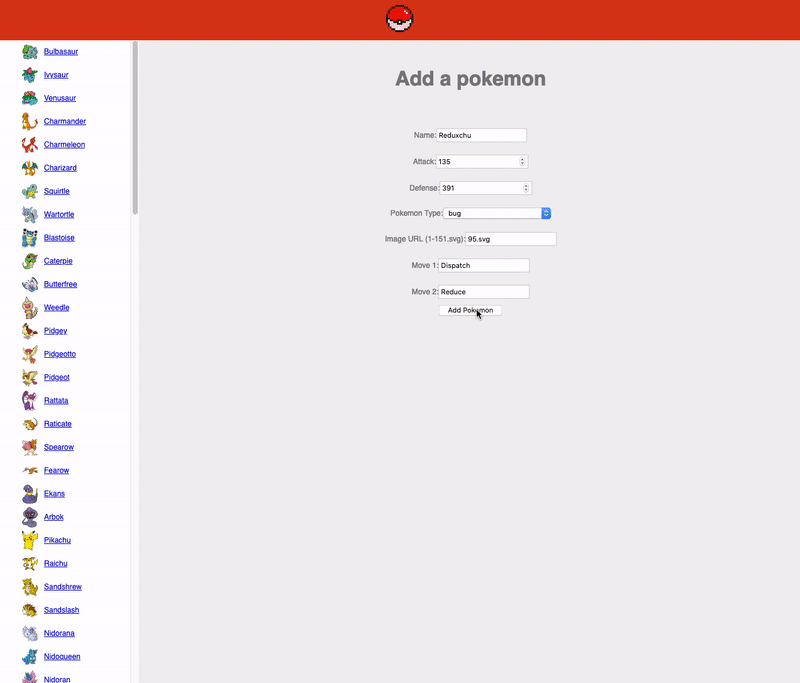 Bulbasaur
Ivysaur
Venusaur
Charmander
Charmeleon
Charizard
Squirtle
Wartortle
Blastoise
Caterpie
Butterfree
Weedle
Pidgey
Pidgeotto
Pidgeot
Rattata
Raticate
Spearow
Fearow
Ekans
Arbok
Pikachu
Raichu
Sandshrew
Sandslash
Nidorana
Nidoqueen
Nidoran
Add a pokemon
Name: Reduxchu
Attack: 135
Defense: 391
Pokemon Type: bug
Image URL (1-151.svg): 95.svg
Move 1: Dispatch
Move 2: Reduce
Add Pokemon